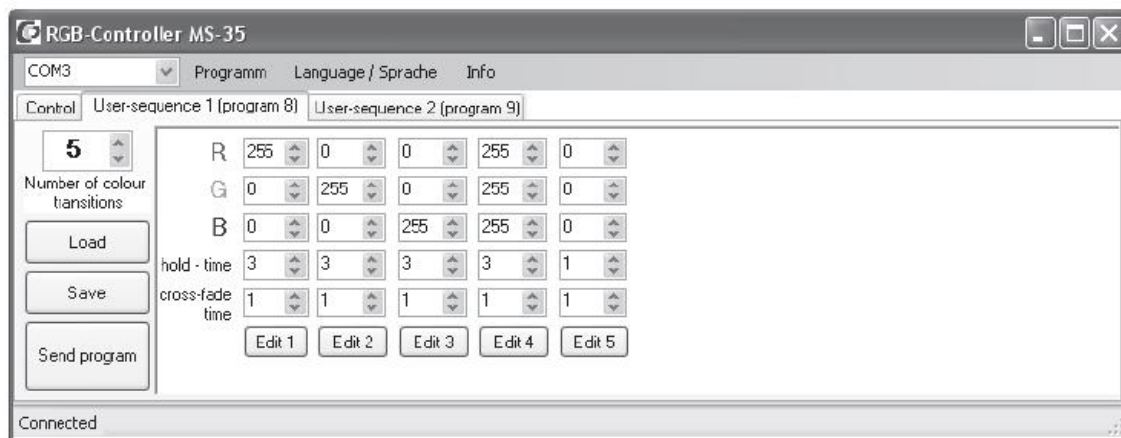 RGB-Controller MS-35
COM3 Programm Language / Sprache Info
Control User-sequence 1 (program 8) User-sequence 2 (program 9)
5
Number of colour
transitions
Load
Save
Send program
R 255 0 0 255 0
G 0 255 0 255 0
B 0 0 255 255 0
hold - time 3 3 3 3 1
cross-fade
time 1 1 1 1 1
Edit 1 Edit 2 Edit 3 Edit 4 Edit 5
Connected